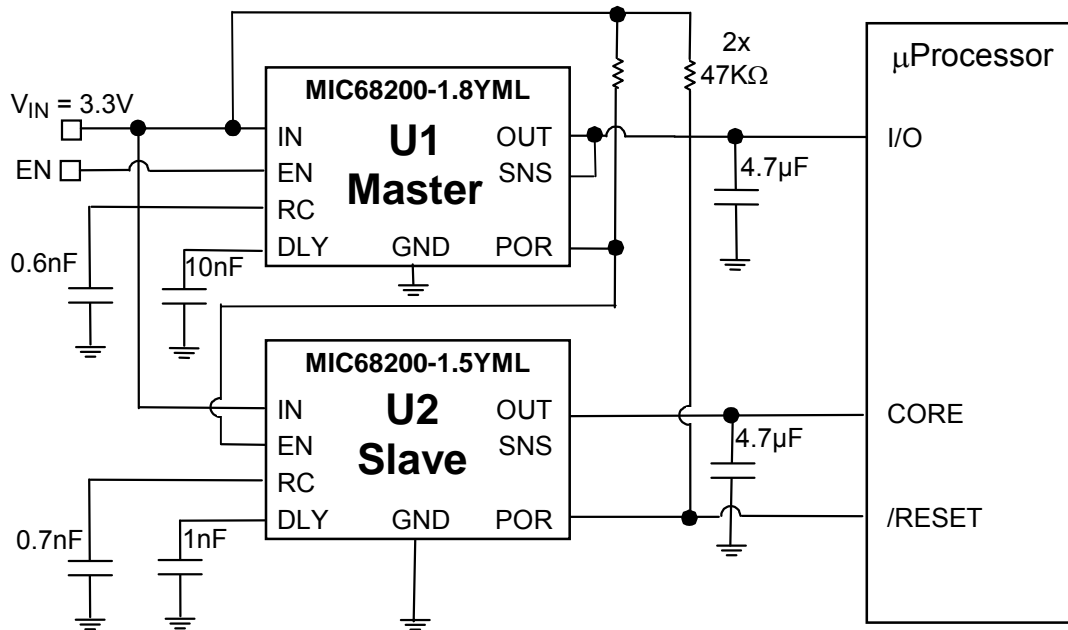 V_IN = 3.3V
EN
MIC68200-1.8YML
U1
Master
IN
EN
RC
DLY
GND
OUT
SNS
POR
0.6nF
10nF
2x
47KΩ
4.7µF
µProcessor
I/O
CORE
/RESET
MIC68200-1.5YML
U2
Slave
IN
EN
RC
DLY
GND
OUT
SNS
POR
0.7nF
1nF
4.7µF